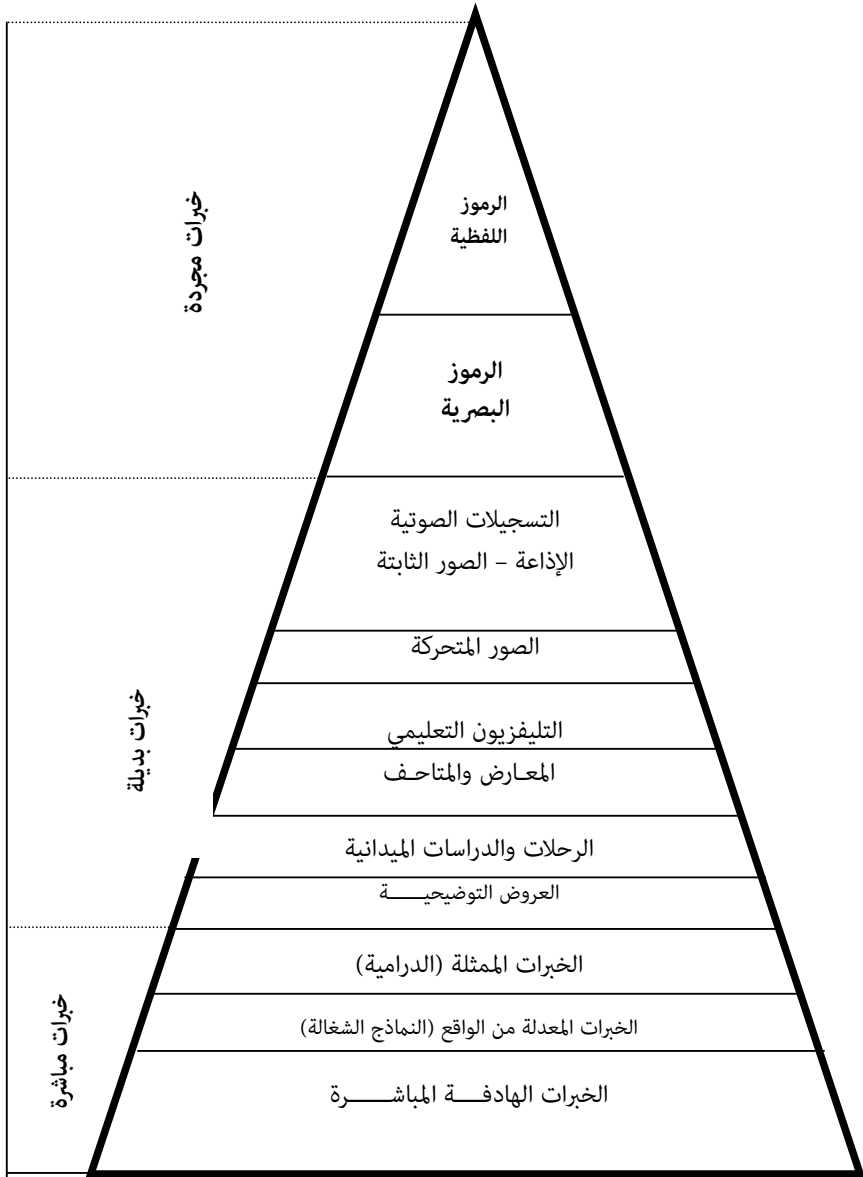 خبرات مجردة
الرموز
اللفظية
الرموز
البصرية
خبرات بديلة
التسجيلات الصوتية
الإذاعة – الصور الثابتة
الصور المتحركة
التليفزيون التعليمي
المعـارض والمتاحـف
الرحلات والدراسات الميدانية
العروض التوضيحيـــــة
خبرات مباشرة
الخبرات الممثلة (الدرامية)
الخبرات المعدلة من الواقع (النماذج الشغالة)
الخبرات الهادفــــة المباشــــــرة